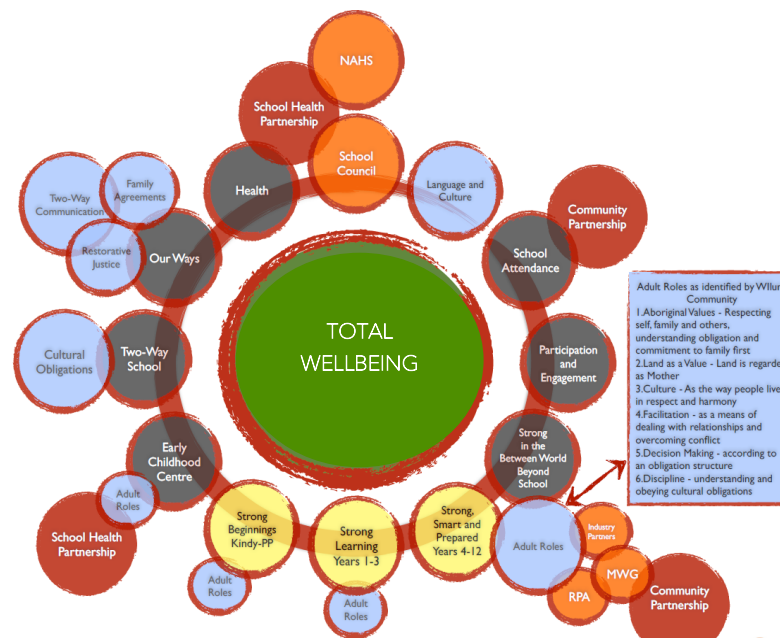 NAHS
School Health
Partnership
School
Council
Health
Language and
Culture
Family
Agreements
Two-Way
Communication
Restorative
Justice
Our Ways
Community
Partnership
School
Attendance
Cultural
Obligations
Two-Way
School
TOTAL
WELLBEING
Participation
and
Engagement
Adult Roles as identified by Wllun
Community
1.Aboriginal Values - Respecting
self, family and others,
understanding obligation and
commitment to family first
2.Land as a Value - Land is regarde
as Mother
3.Culture - As the way people live
in respect and harmony
4.Facilitation - as a means of
dealing with relationships and
overcoming conflict
5.Decision Making - according to
an obligation structure
6.Discipline - understanding and
obeying cultural obligations
Early
Childhood
Centre
Strong
in the
Between World
Beyond
School
Adult
Roles
School Health
Partnership
Strong
Beginnings
Kindy-PP
Adult
Roles
Strong
Learning
Years 1-3
Adult
Roles
Strong,
Smart and
Prepared
Years 4-12
Adult Roles
Industry
Partners
MWG
RPA
Community
Partnership